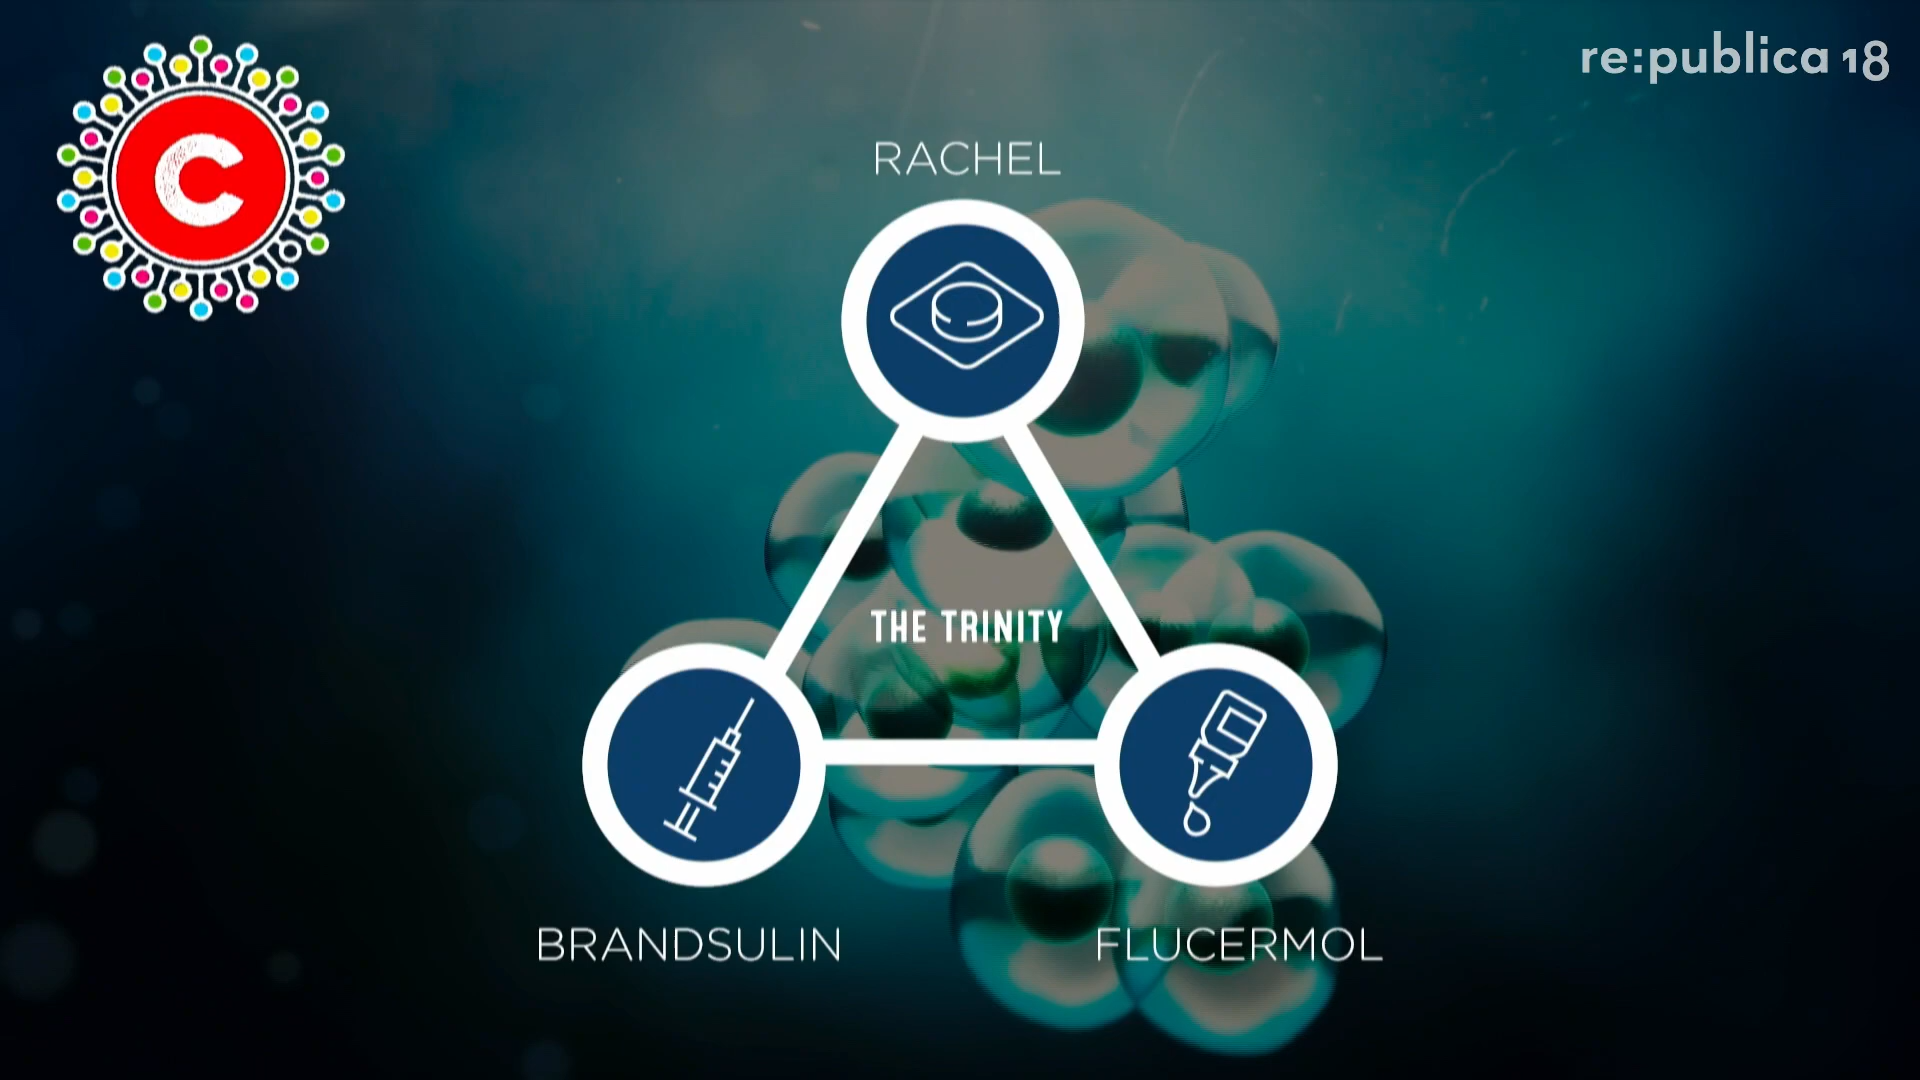 re:publica 18
C
RACHEL
THE TRINITY
BRANDSULIN
FLUCERMOL